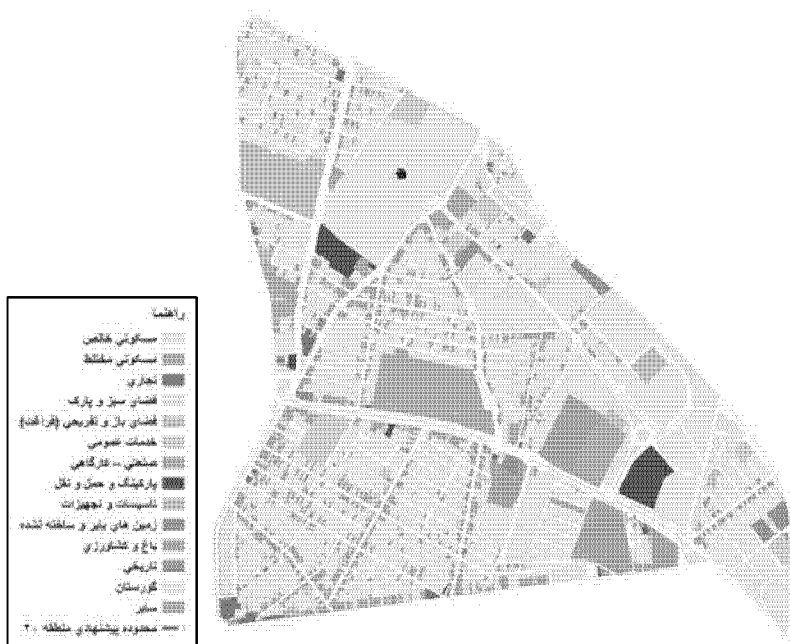 راهنما
مسکونی خالص
مسکونی مختلط
تجاری
فضای سبز و پارک
فضای باز و تفریحی (فراغت)
خدمات عمومی
صنعتی - کارگاهی
پارکینگ و حمل و نقل
تاسیسات و تجهیزات
زمین های بایر و ساخته نشده
باغ و کشاورزی
تاریخی
گورستان
سایر
محدوده پیشنهادی منطقه ۲۰